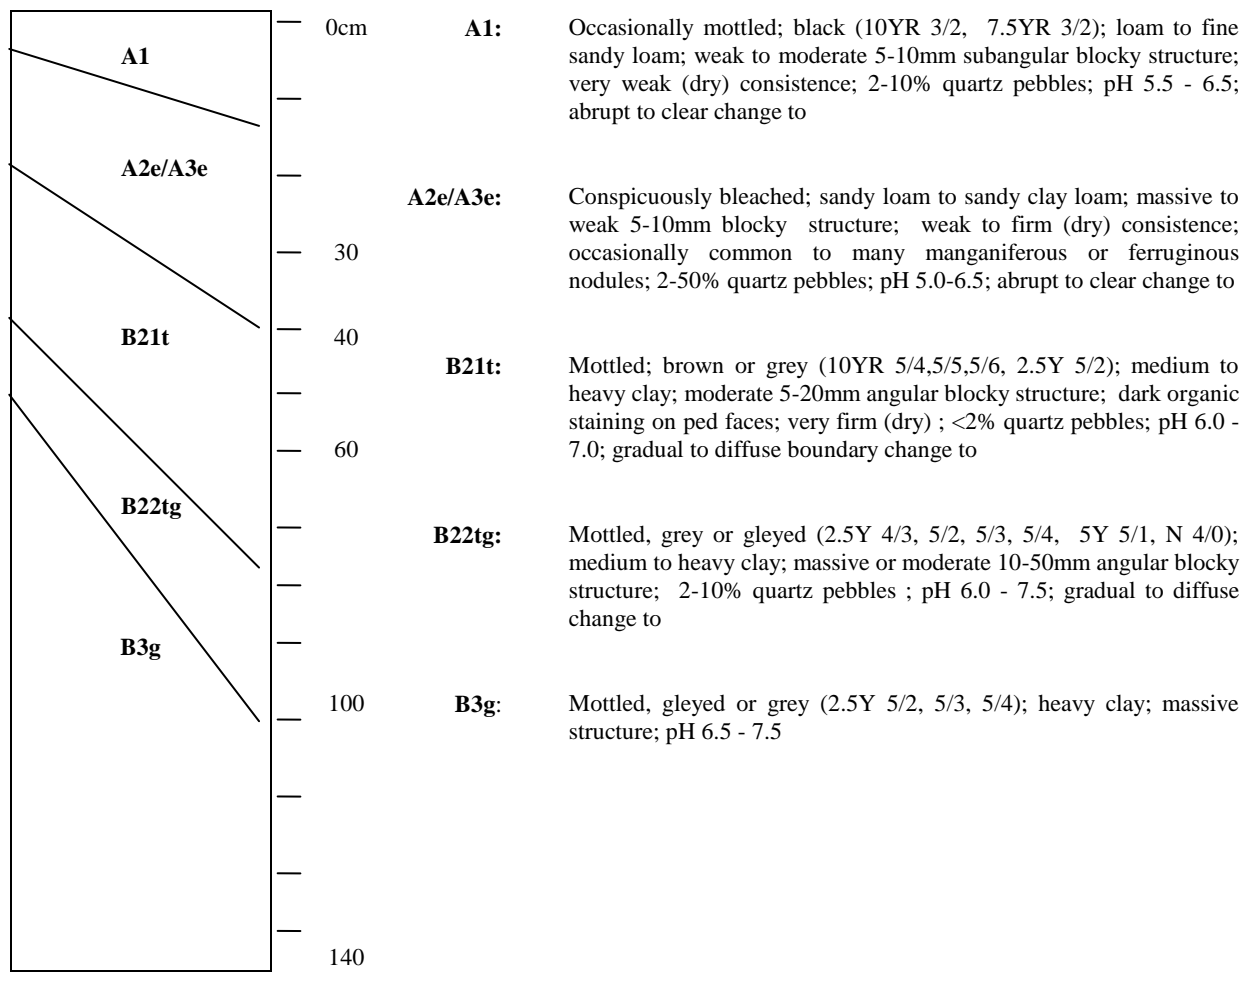 0cm
A1
A2e/A3e
30
40
B21t
60
B22tg
B3g
100
140
A1: Occasionally mottled; black (10YR 3/2, 7.5YR 3/2); loam to fine
sandy loam; weak to moderate 5-10mm subangular blocky structure;
very weak (dry) consistence; 2-10% quartz pebbles; pH 5.5 - 6.5;
abrupt to clear change to
A2e/A3e: Conspicuously bleached; sandy loam to sandy clay loam; massive to
weak 5-10mm blocky structure; weak to firm (dry) consistence;
occasionally common to many manganiferous or ferruginous
nodules; 2-50% quartz pebbles; pH 5.0-6.5; abrupt to clear change to
B21t: Mottled; brown or grey (10YR 5/4,5/5,5/6, 2.5Y 5/2); medium to
heavy clay; moderate 5-20mm angular blocky structure; dark organic
staining on ped faces; very firm (dry) ; <2% quartz pebbles; pH 6.0 -
7.0; gradual to diffuse boundary change to
B22tg: Mottled, grey or gleyed (2.5Y 4/3, 5/2, 5/3, 5/4, 5Y 5/1, N 4/0);
medium to heavy clay; massive or moderate 10-50mm angular blocky
structure; 2-10% quartz pebbles ; pH 6.0 - 7.5; gradual to diffuse
change to
B3g: Mottled, gleyed or grey (2.5Y 5/2, 5/3, 5/4); heavy clay; massive
structure; pH 6.5 - 7.5